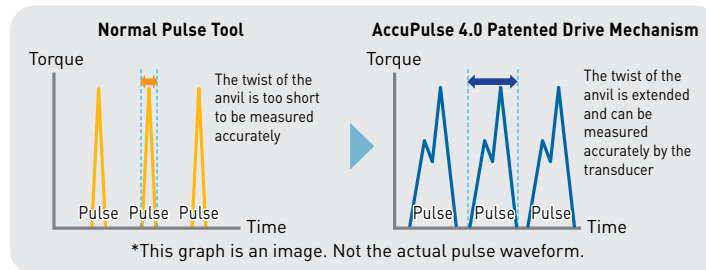 Normal Pulse Tool
Torque
The twist of the
anvil is too short
to be measured
accurately
Pulse Pulse Pulse
Time
AccuPulse 4.0 Patented Drive Mechanism
Torque
The twist of the
anvil is extended
and can be
measured
accurately by the
transducer
Pulse Pulse Pulse
Time
*This graph is an image. Not the actual pulse waveform.